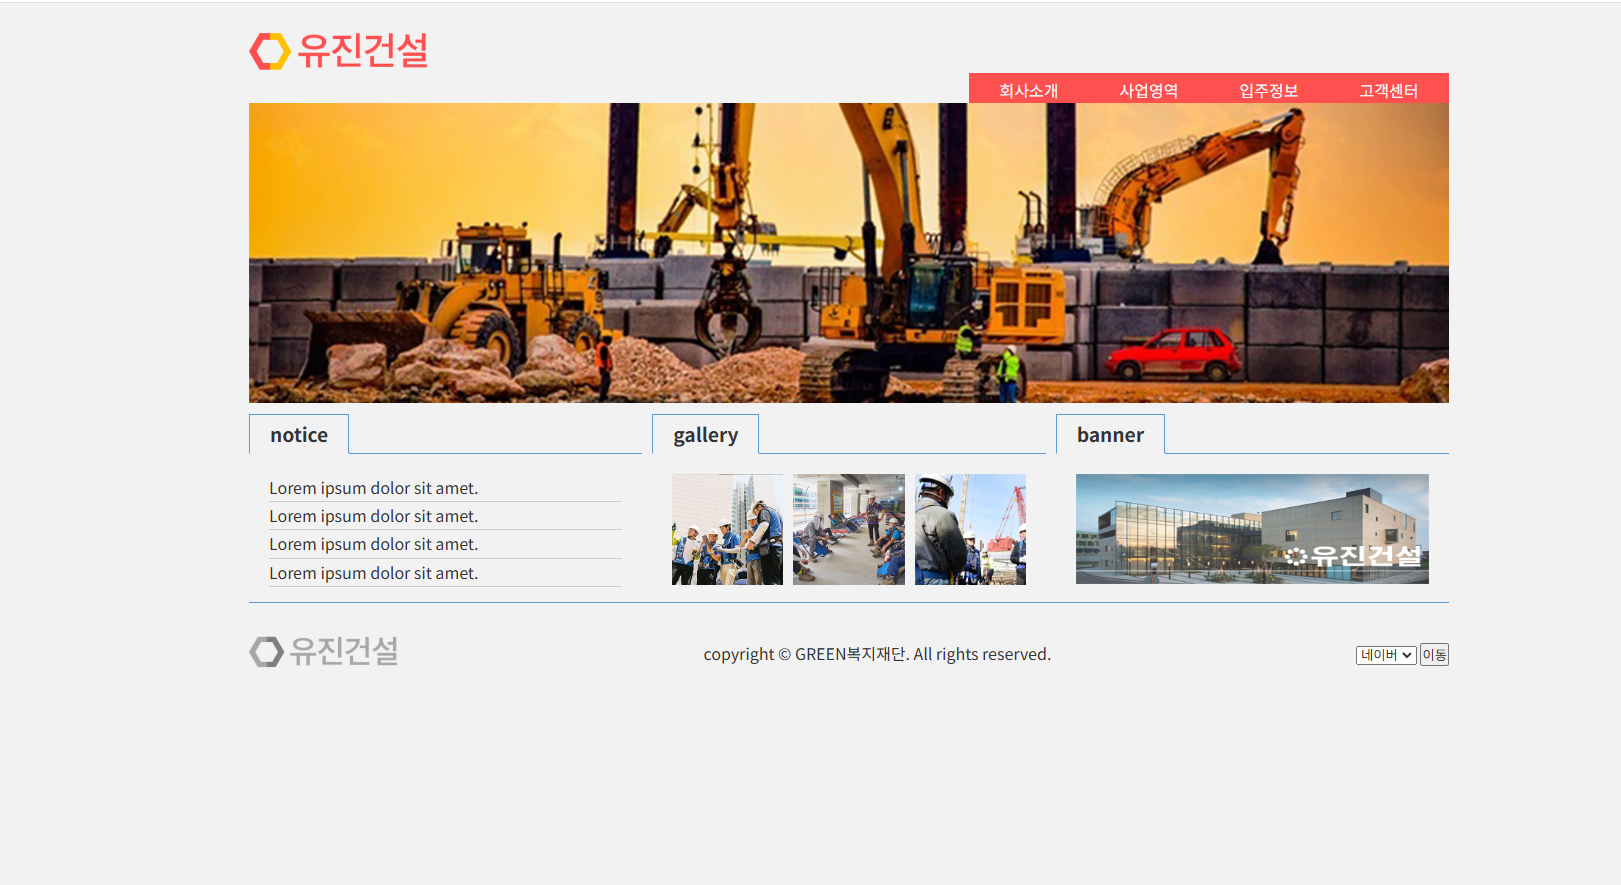 유진건설
회사소개 사업영역 입주정보 고객센터
notice
Lorem ipsum dolor sit amet.
Lorem ipsum dolor sit amet.
Lorem ipsum dolor sit amet.
Lorem ipsum dolor sit amet.
gallery
banner
유진건설
유진건설
copyright © GREEN복지재단. All rights reserved.
네이버 이동